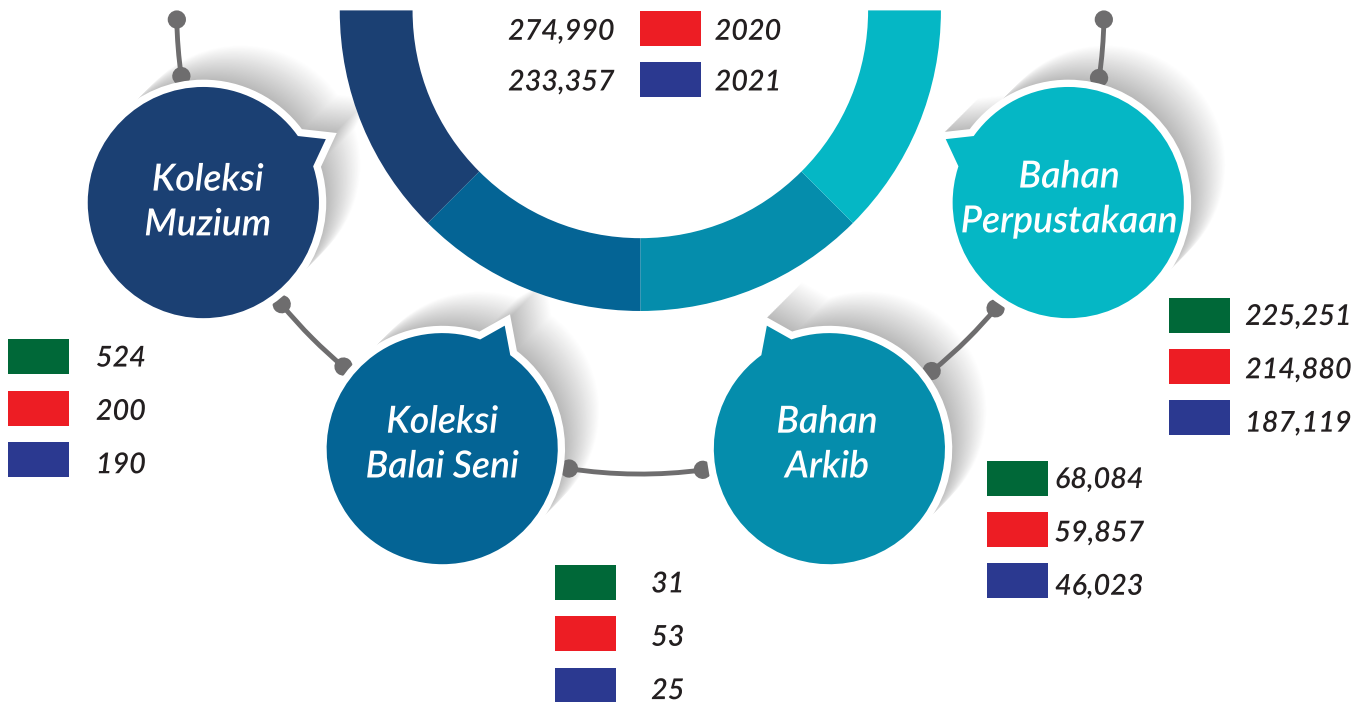 274,990 2020
233,357 2021
Koleksi
Muzium
524
200
190
Koleksi
Balai Seni
31
53
25
Bahan
Arkib
68,084
59,857
46,023
Bahan
Perpustakaan
225,251
214,880
187,119